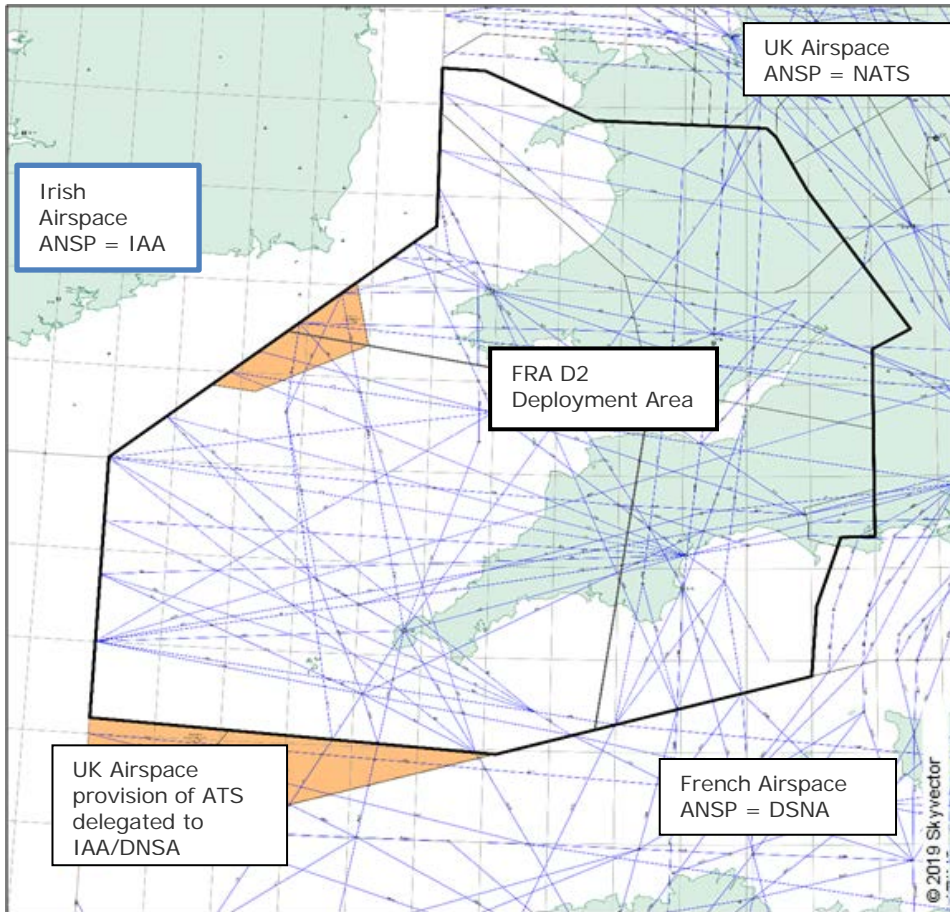 UK Airspace
ANSP = NATS
Irish
Airspace
ANSP = IAA
FRA D2
Deployment Area
UK Airspace
provision of ATS
delegated to
IAA/DNSA
French Airspace
ANSP = DSNA
© 2019 Skyvector